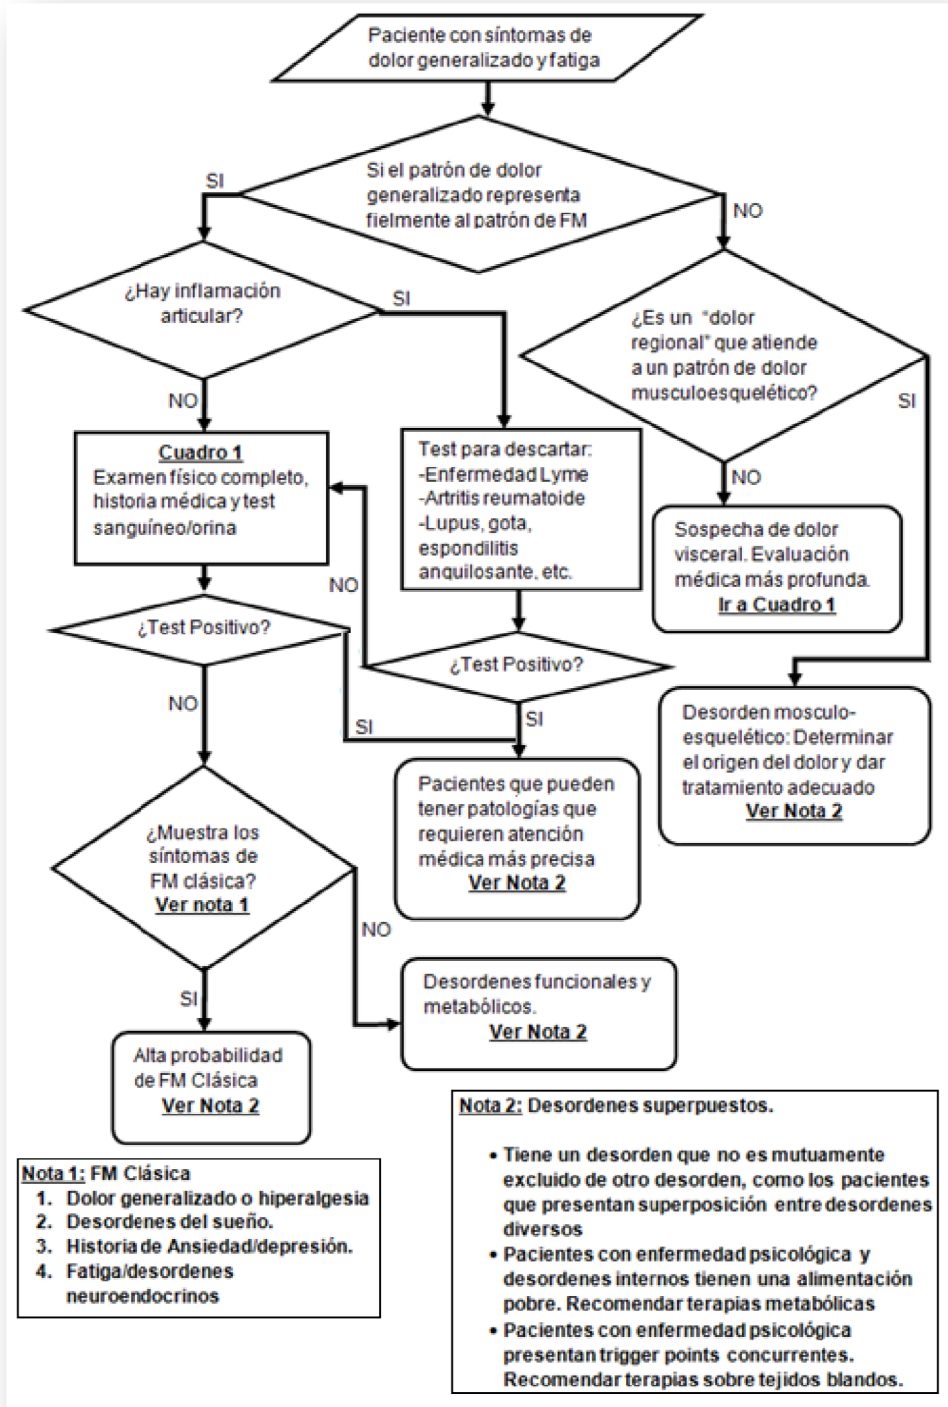 Paciente con síntomas de
dolor generalizado y fatiga
Si el patrón de dolor
generalizado representa
fielmente al patrón de FM
SI
NO
¿Hay inflamación
articular?
SI
NO
¿Es un “dolor
regional” que atiende
a un patrón de dolor
musculoesquelético?
SI
NO
Cuadro 1
Examen físico completo,
historia médica y test
sanguíneo/orina
Test para descartar:
-Enfermedad Lyme
-Artritis reumatoide
-Lupus, gota,
espondilitis
anquilosante, etc.
Sospecha de dolor
visceral. Evaluación
médica más profunda.
Ir a Cuadro 1
NO
¿Test Positivo?
¿Test Positivo?
NO
SI
SI
Desorden mosculo-
esquelético: Determinar
el origen del dolor y dar
tratamiento adecuado
Ver Nota 2
Pacientes que pueden
tener patologías que
requieren atención
médica más precisa
Ver Nota 2
¿Muestra los
síntomas de
FM clásica?
Ver nota 1
NO
SI
Desordenes funcionales y
metabólicos.
Ver Nota 2
Alta probabilidad
de FM Clásica
Ver Nota 2
Nota 1: FM Clásica
1. Dolor generalizado o hiperalgesia
2. Desordenes del sueño.
3. Historia de Ansiedad/depresión.
4. Fatiga/desordenes
neuroendocrinos
Nota 2: Desordenes superpuestos.
• Tiene un desorden que no es mutuamente
excluido de otro desorden, como los pacientes
que presentan superposición entre desordenes
diversos
• Pacientes con enfermedad psicológica y
desordenes internos tienen una alimentación
pobre. Recomendar terapias metabólicas
• Pacientes con enfermedad psicológica
presentan trigger points concurrentes.
Recomendar terapias sobre tejidos blandos.